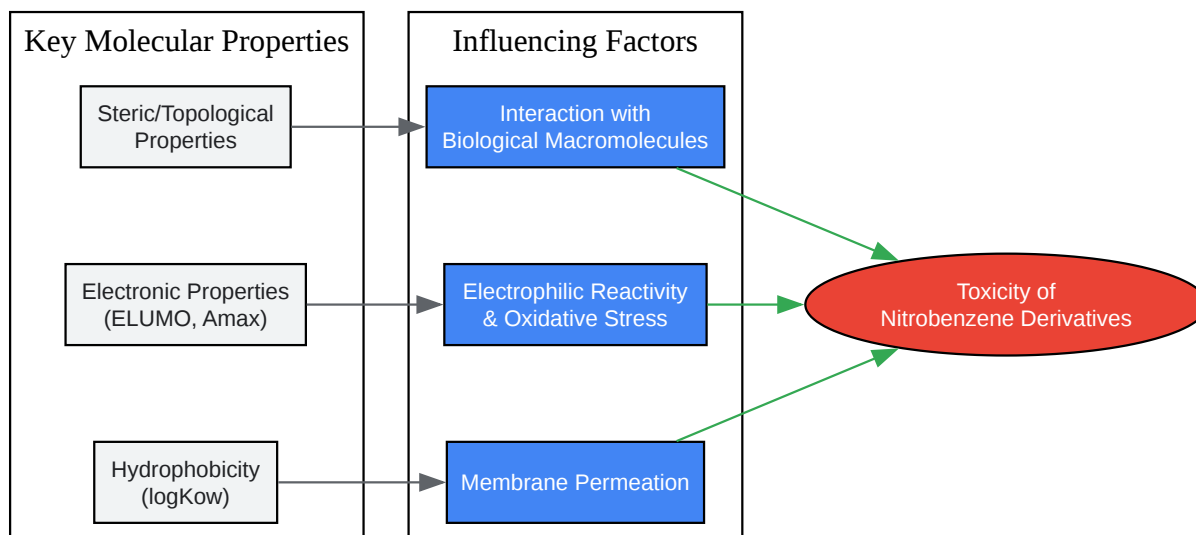 Key Molecular Properties
Influencing Factors
Steric/Topological
Properties
Interaction with
Biological Macromolecules
Electronic Properties
(ELUMO, Amax)
Electrophilic Reactivity
& Oxidative Stress
Toxicity of
Nitrobenzene Derivatives
Hydrophobicity
(logKow)
Membrane Permeation